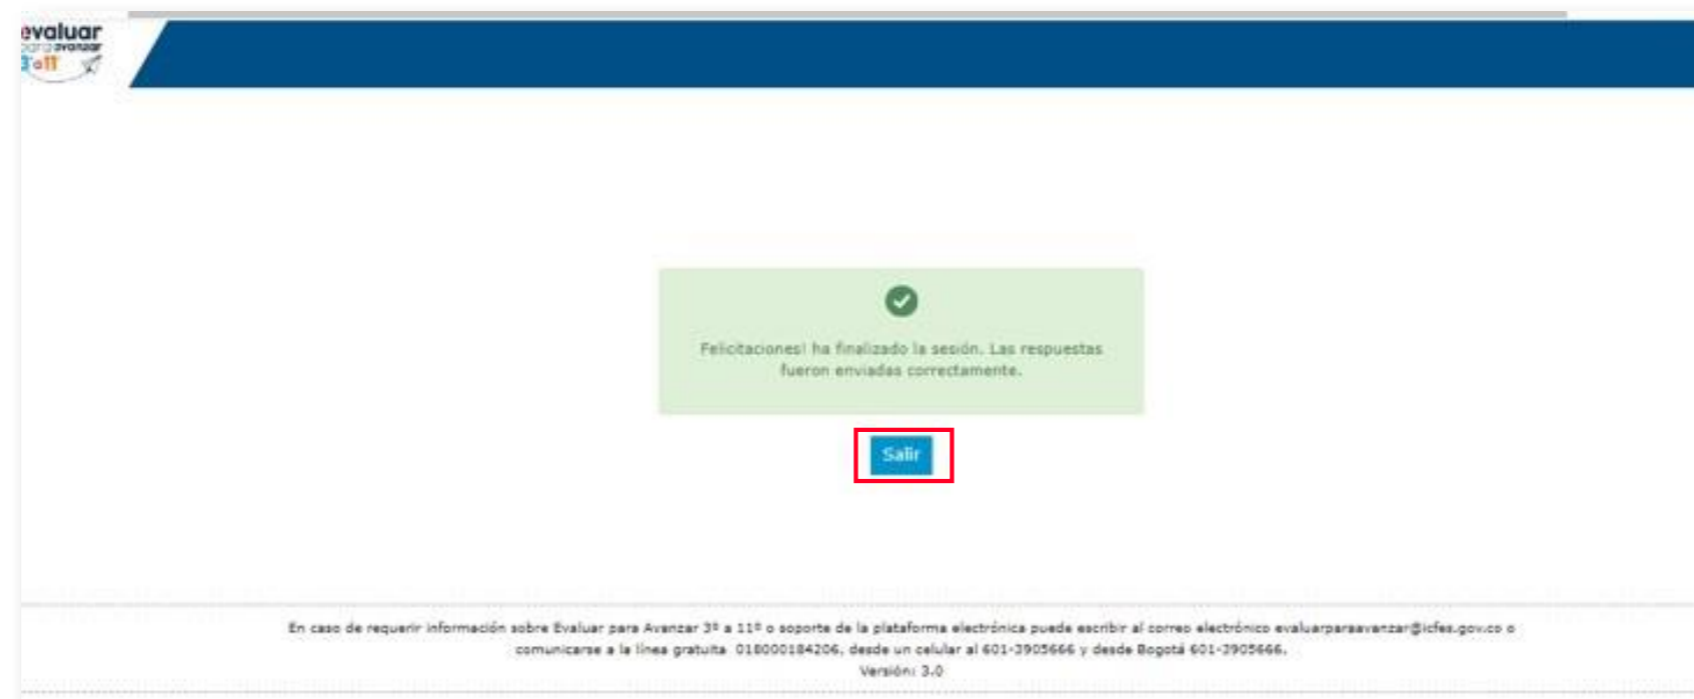 evaluar
para avanzar
3°a11°
Felicitaciones! ha finalizado la sesión. Las respuestas
fueron enviadas correctamente.
Salir
En caso de requerir información sobre Evaluar para Avanzar 3º a 11º o soporte de la plataforma electrónica puede escribir al correo electrónico evaluarparaavanzar@icfes.gov.co o
comunicarse a la línea gratuita 018000184206, desde un celular al 601-3905666 y desde Bogotá 601-3905666.
Versión: 3.0